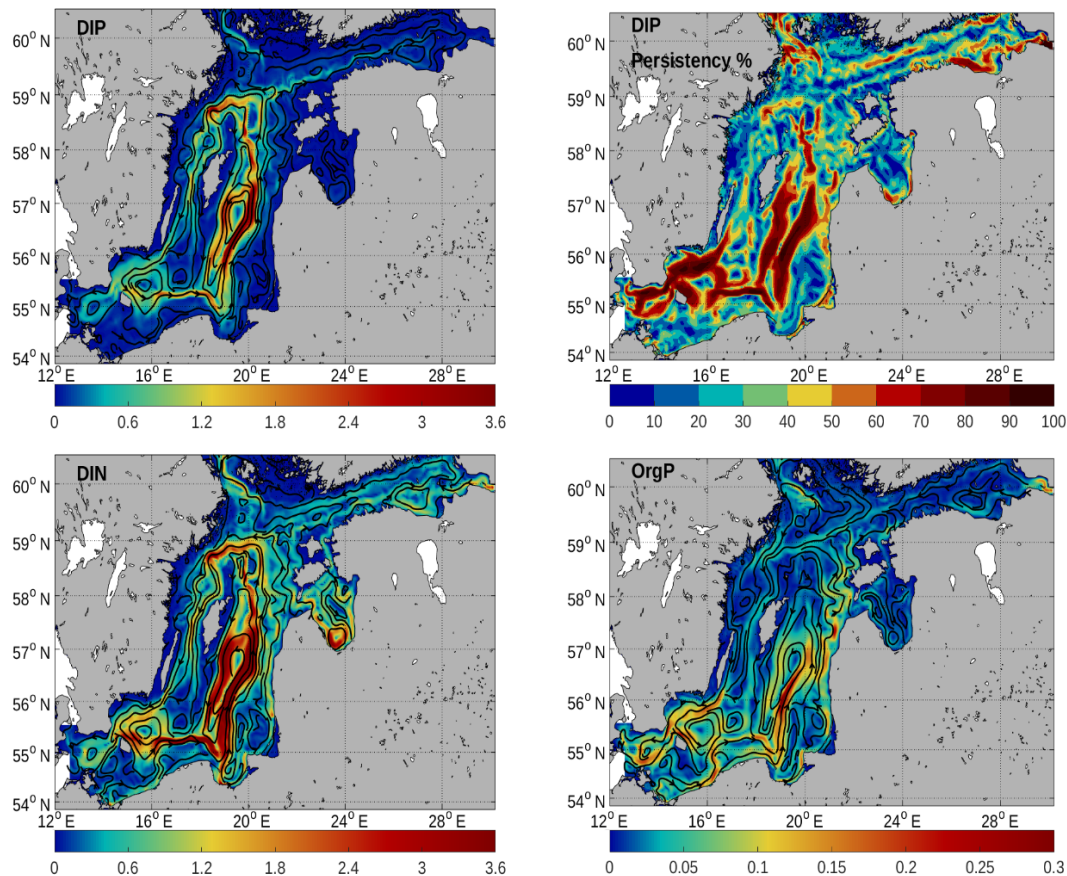 DIP
60° N
59° N
58° N
57° N
56° N
55° N
54° N
12° E 16° E 20° E 24° E 28° E
0 0.6 1.2 1.8 2.4 3 3.6
DIP
Persistency %
60° N
59° N
58° N
57° N
56° N
55° N
54° N
12° E 16° E 20° E 24° E 28° E
0 10 20 30 40 50 60 70 80 90 100
DIN
60° N
59° N
58° N
57° N
56° N
55° N
54° N
12° E 16° E 20° E 24° E 28° E
0 0.6 1.2 1.8 2.4 3 3.6
OrgP
60° N
59° N
58° N
57° N
56° N
55° N
54° N
12° E 16° E 20° E 24° E 28° E
0 0.05 0.1 0.15 0.2 0.25 0.3